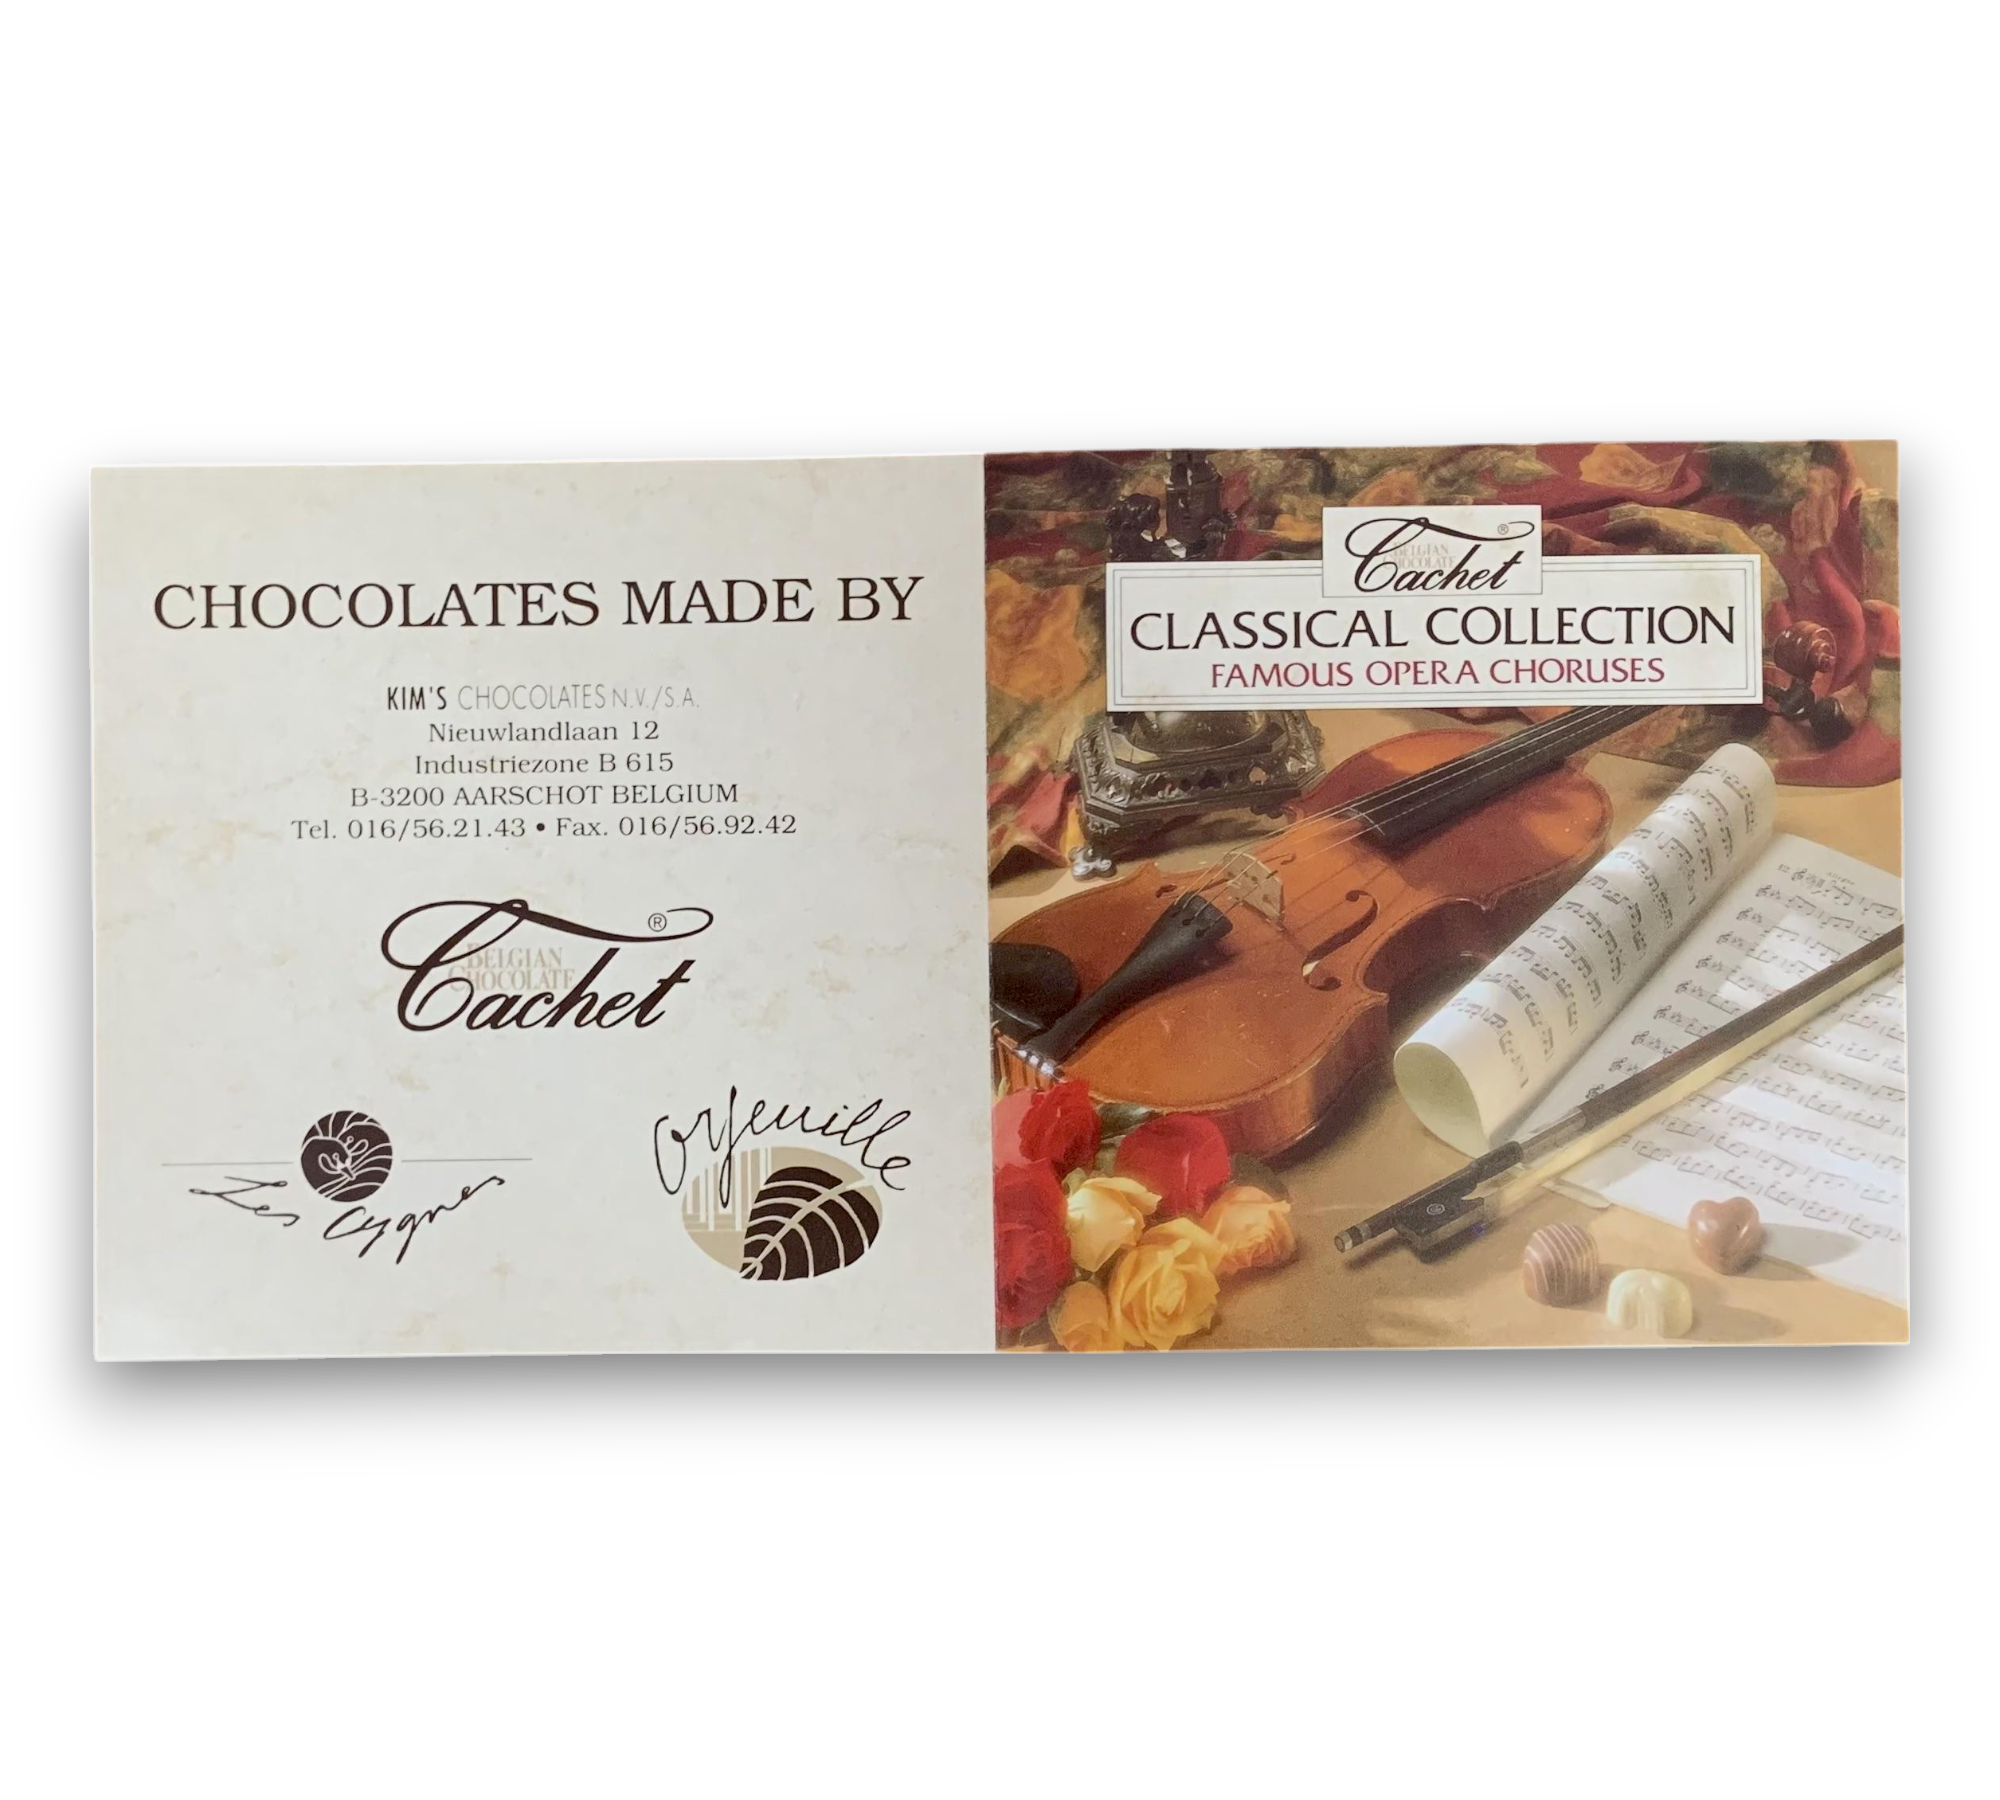 CHOCOLATES MADE BY
KIM'S CHOCOLATES N.V./S.A.
Nieuwlandlaan 12
Industriezone B 615
B-3200 AARSCHOT BELGIUM
Tel. 016/56.21.43 • Fax. 016/56.92.42
BELGIAN
CHOCOLATE
Cachet ®
Les Cygnes
Orfeuille
BELGIAN
CHOCOLATE
Cachet ®
CLASSICAL COLLECTION
FAMOUS OPERA CHORUSES